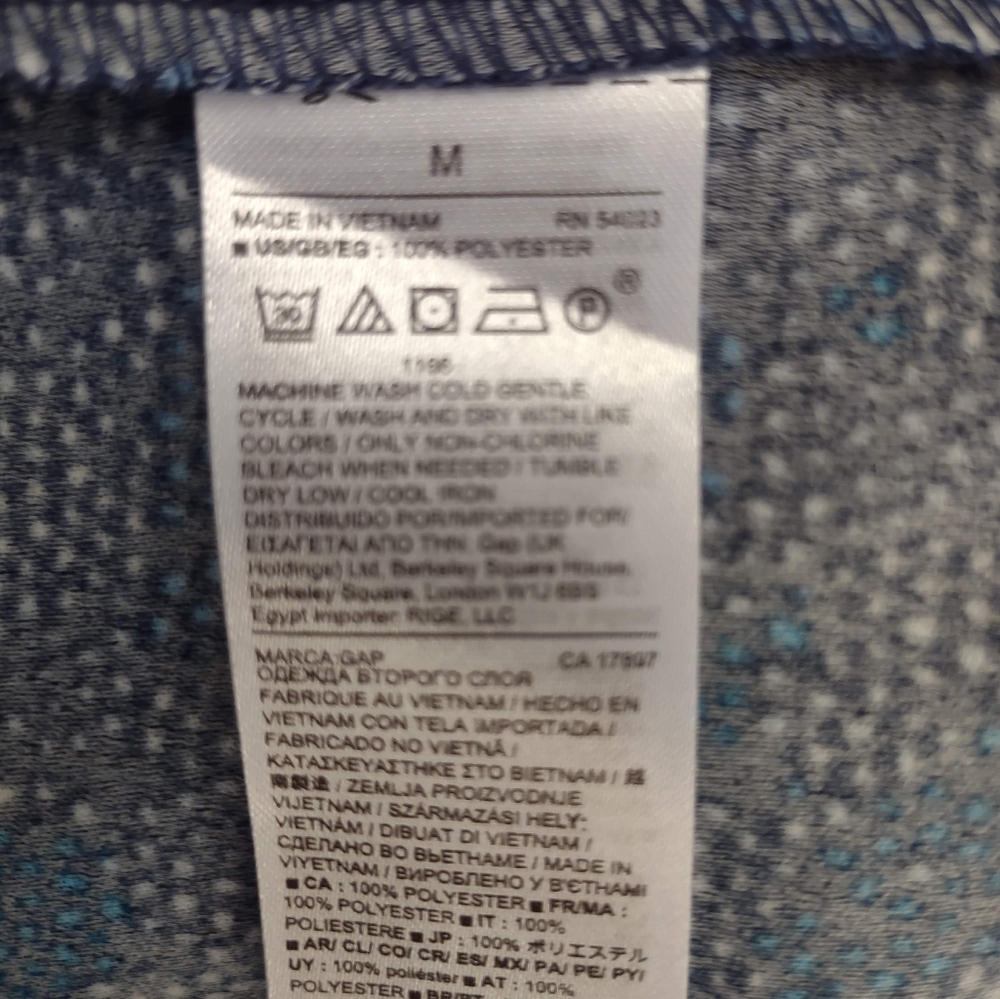 M
MADE IN VIETNAM RN 54023
■ US/GB/EG : 100% POLYESTER
30 P ®
1196
MACHINE WASH COLD GENTLE
CYCLE / WASH AND DRY WITH LIKE
COLORS / ONLY NON-CHLORINE
BLEACH WHEN NEEDED / TUMBLE
DRY LOW / COOL IRON
DISTRIBUIDO POR/IMPORTED FOR/
ΕΙΣΑΓΕΤΑΙ ΑΠΟ ΤΗΝ: Gap (UK
Holdings) Ltd, Berkeley Square House,
Berkeley Square, London W1J 6BS
Egypt Importer: RIGE, LLC
MARCA:GAP CA 17897
ОДЕЖДА ВТОРОГО СЛОЯ
FABRIQUE AU VIETNAM / HECHO EN
VIETNAM CON TELA IMPORTADA /
FABRICADO NO VIETNÃ /
ΚΑΤΑΣΚΕΥΑΣΤΗΚΕ ΣΤΟ ΒΙΕΤΝΑΜ / 越
南製造 / ZEMLJA PROIZVODNJE
VIJETNAM / SZÁRMAZÁSI HELY:
VIETNÁM / DIBUAT DI VIETNAM /
СДЕЛАНО ВО ВЬЕТНАМЕ / MADE IN
VIYETNAM / ВИРОБЛЕНО У В'ЄТНАМІ
■ CA : 100% POLYESTER ■ FR/MA :
100% POLYESTER ■ IT : 100%
POLIESTERE ■ JP : 100% ポリエステル
■ AR/ CL/ CO/ CR/ ES/ MX/ PA/ PE/ PY/
UY : 100% poliéster ■ AT : 100%
POLYESTER ■ BR/PT